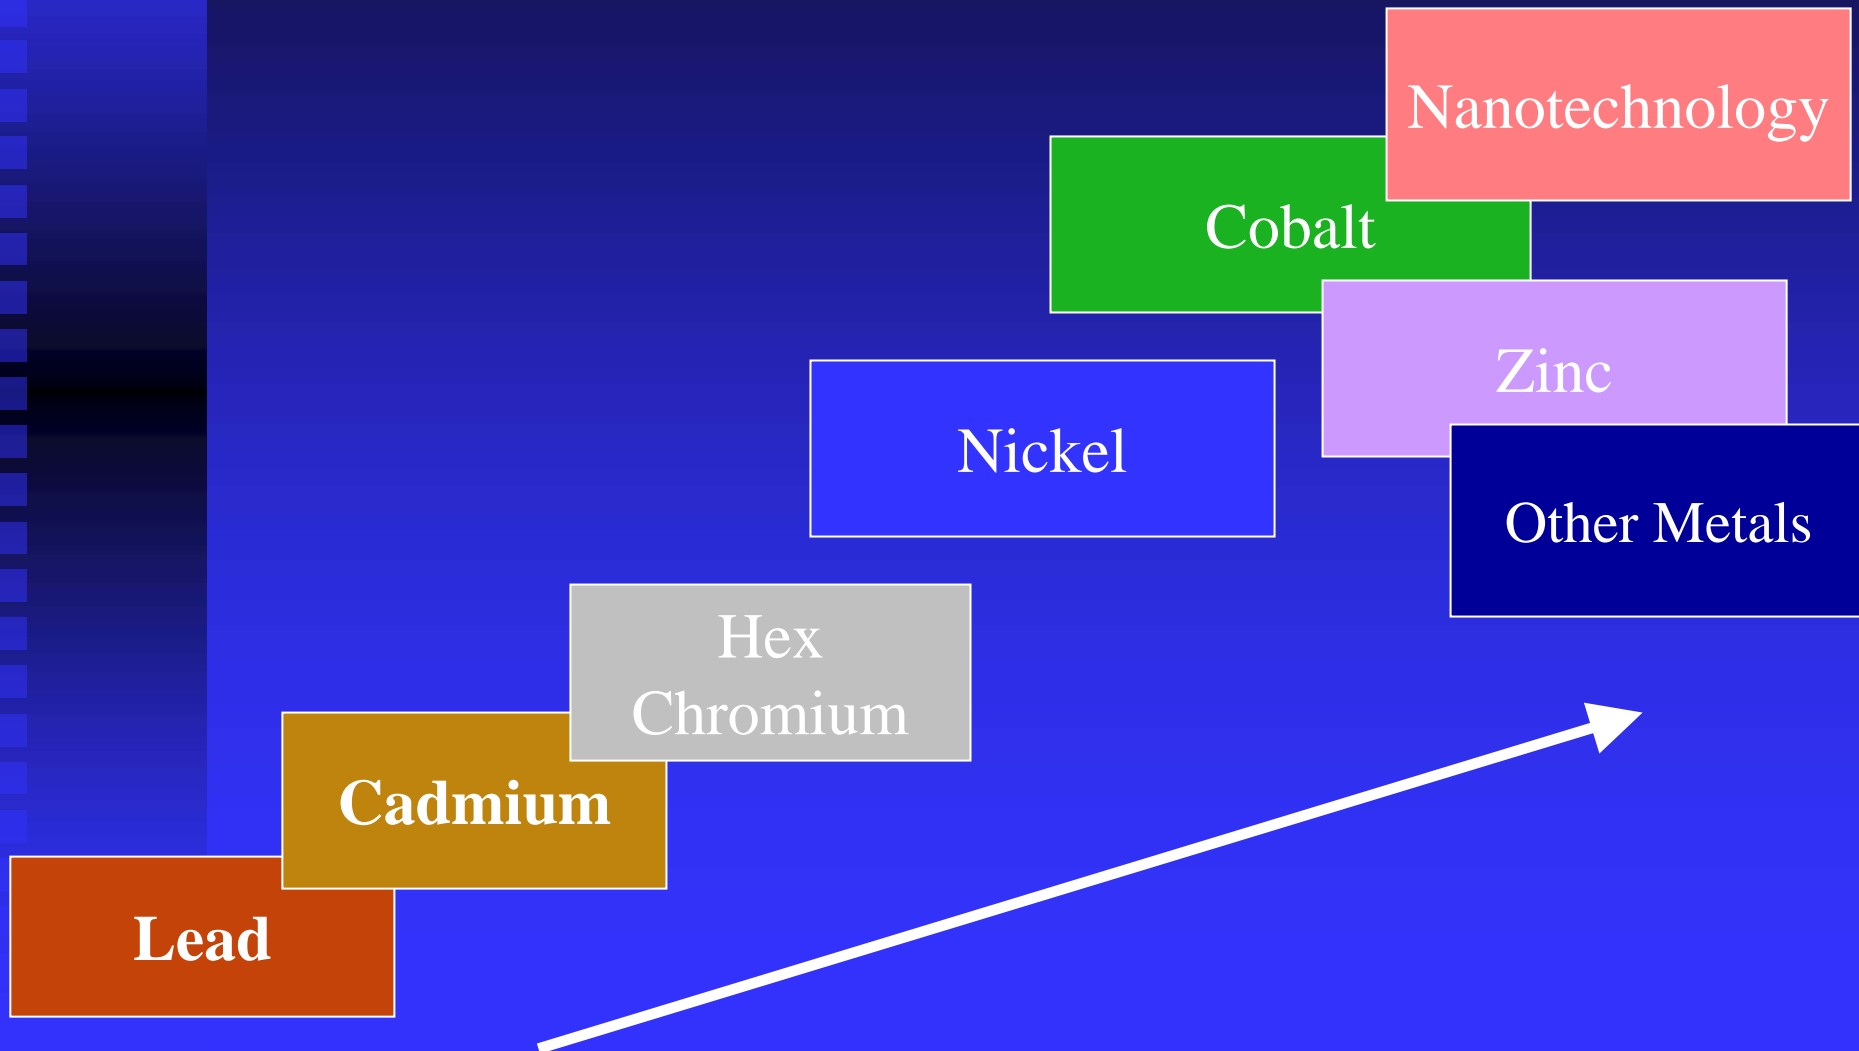 Nanotechnology
Cobalt
Zinc
Nickel
Other Metals
Hex
Chromium
Cadmium
Lead